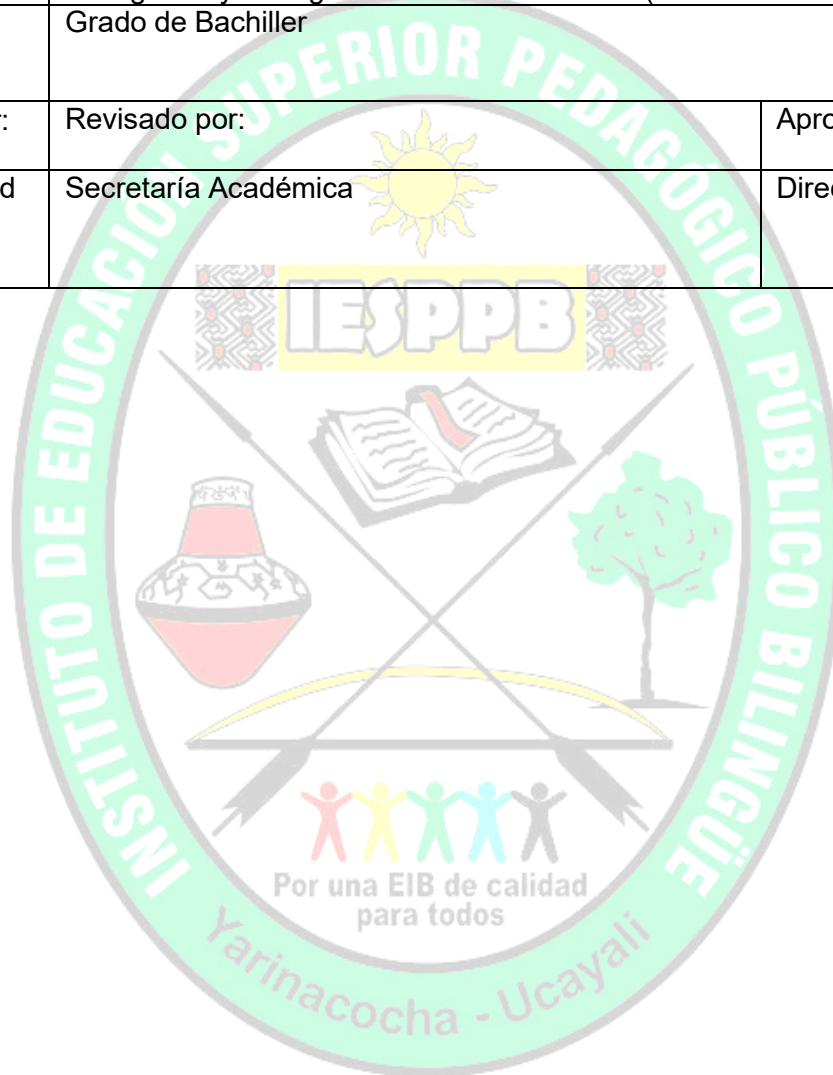 Grado de Bachiller
Revisado por:
Secretaría Académica
INSTITUTO DE EDUCACIÓN SUPERIOR PEDAGÓGICO PÚBLICO BILINGÜE
IESPPB
Por una EIB de calidad
para todos
Yarinacocha - Ucayali